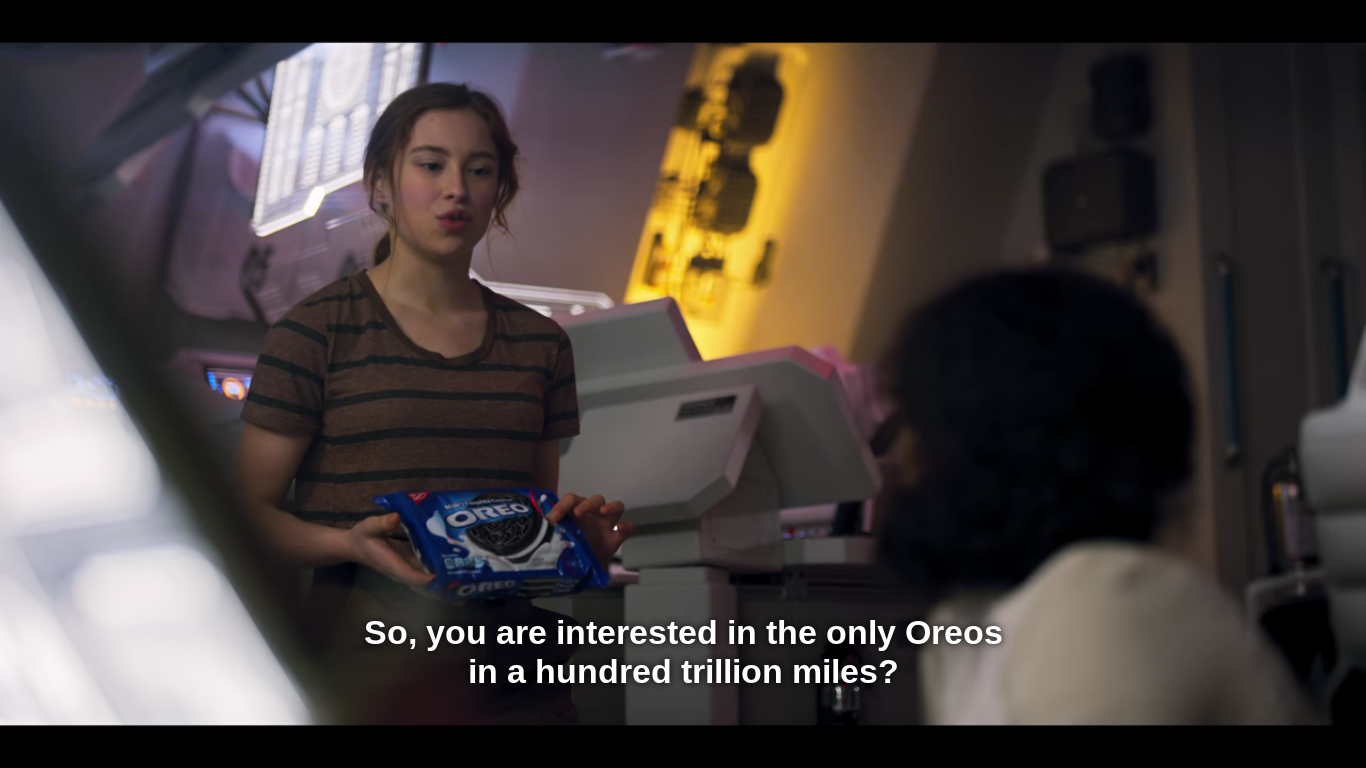 OREO
OREO
So, you are interested in the only Oreos
in a hundred trillion miles?